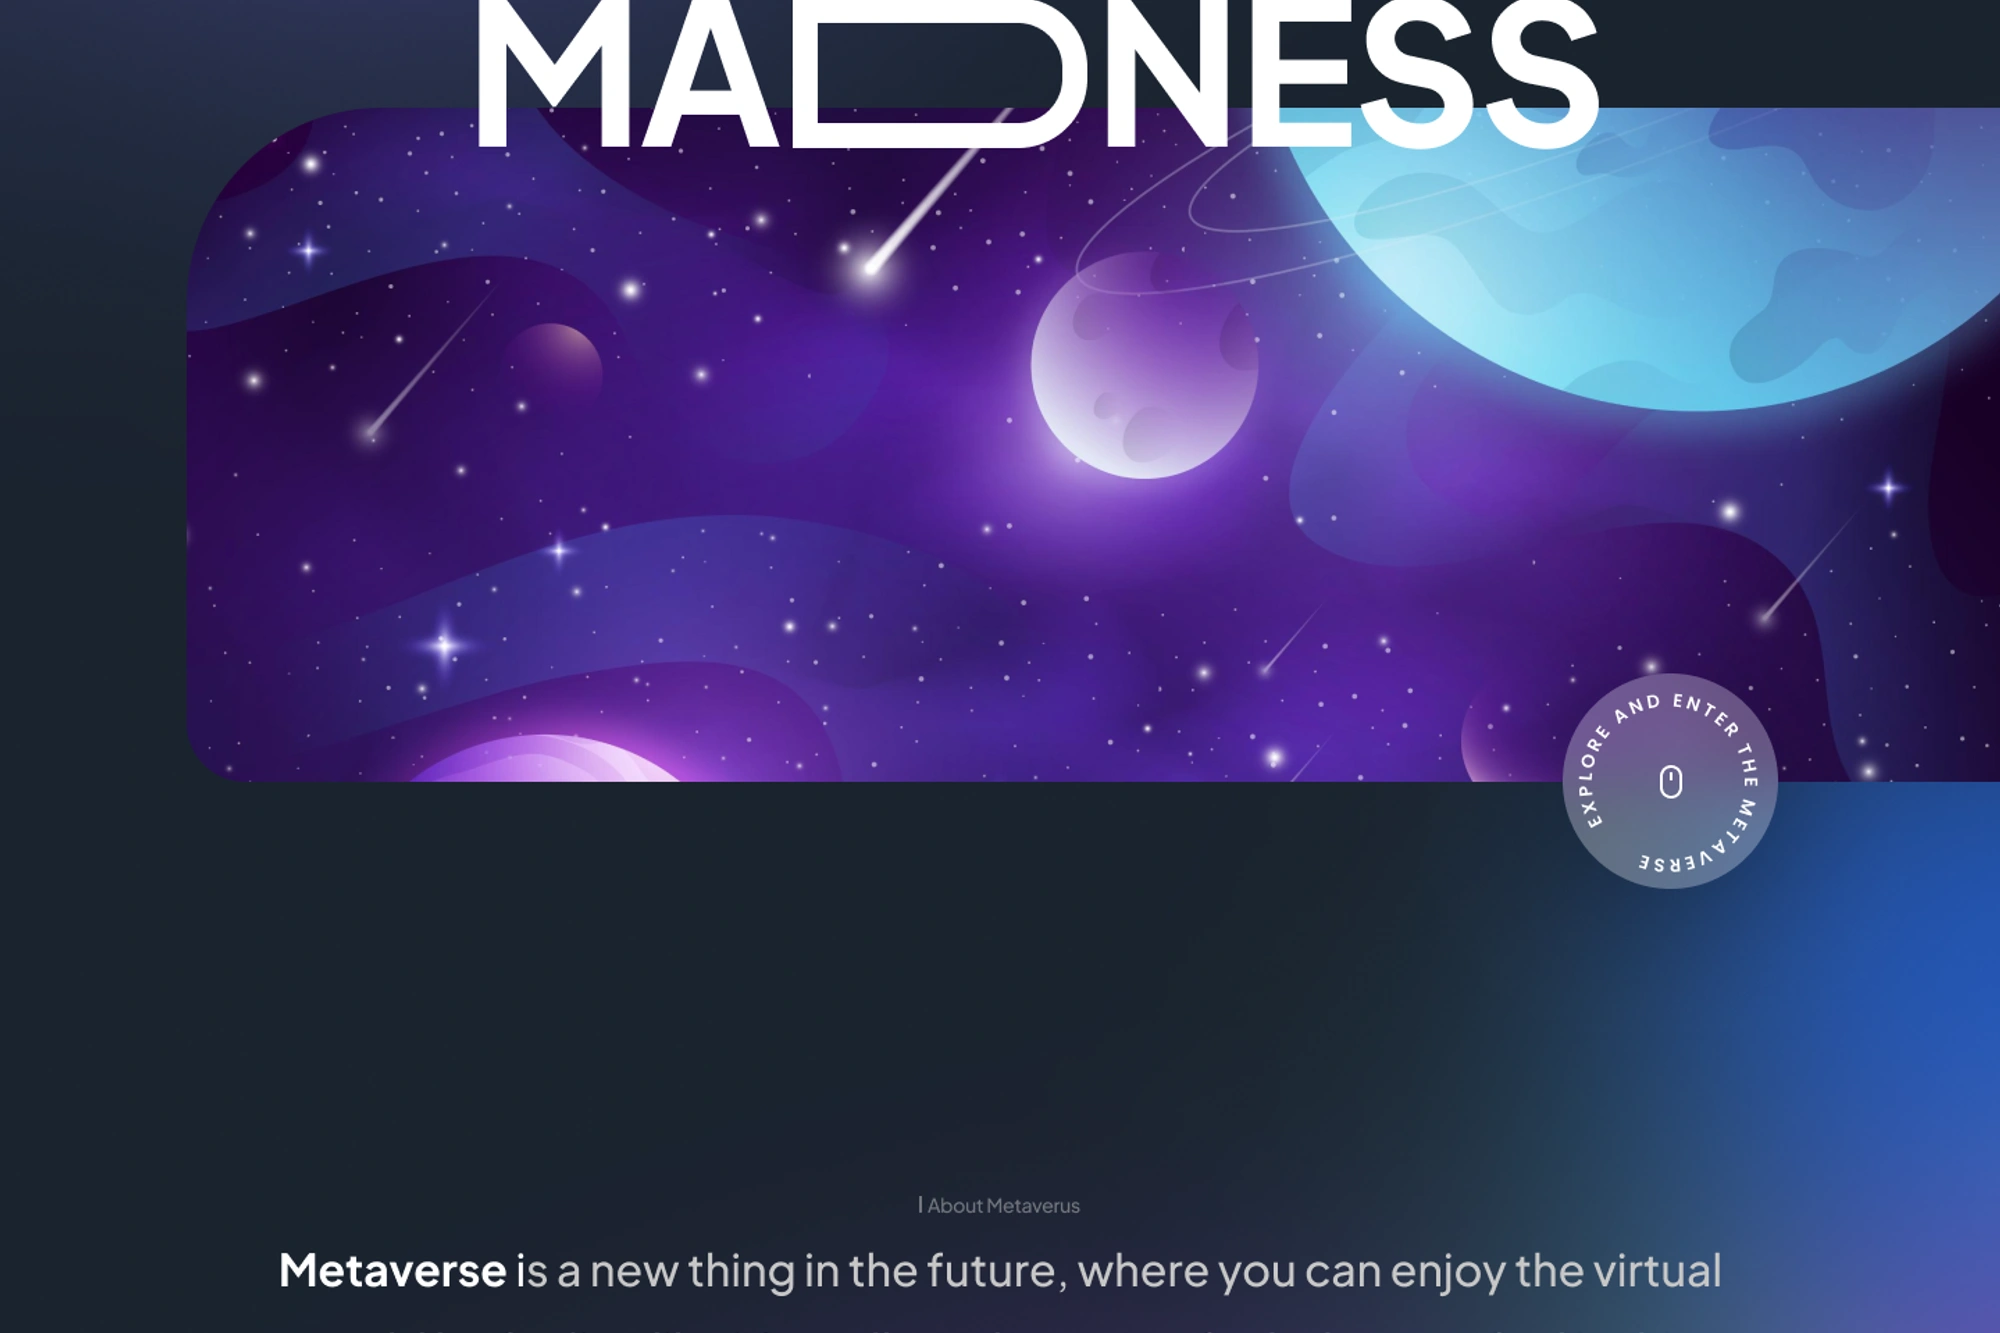 MADNESS
EXPLORE AND ENTER THE METAVERSE
| About Metaverus
Metaverse is a new thing in the future, where you can enjoy the virtual